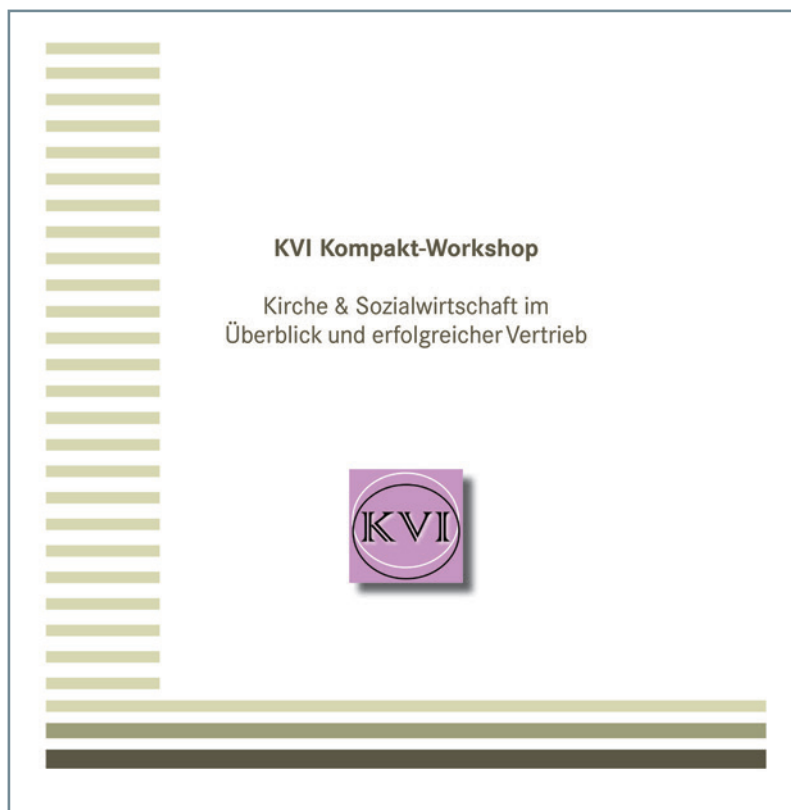 KVI Kompakt-Workshop
Kirche & Sozialwirtschaft im
Überblick und erfolgreicher Vertrieb
KVI